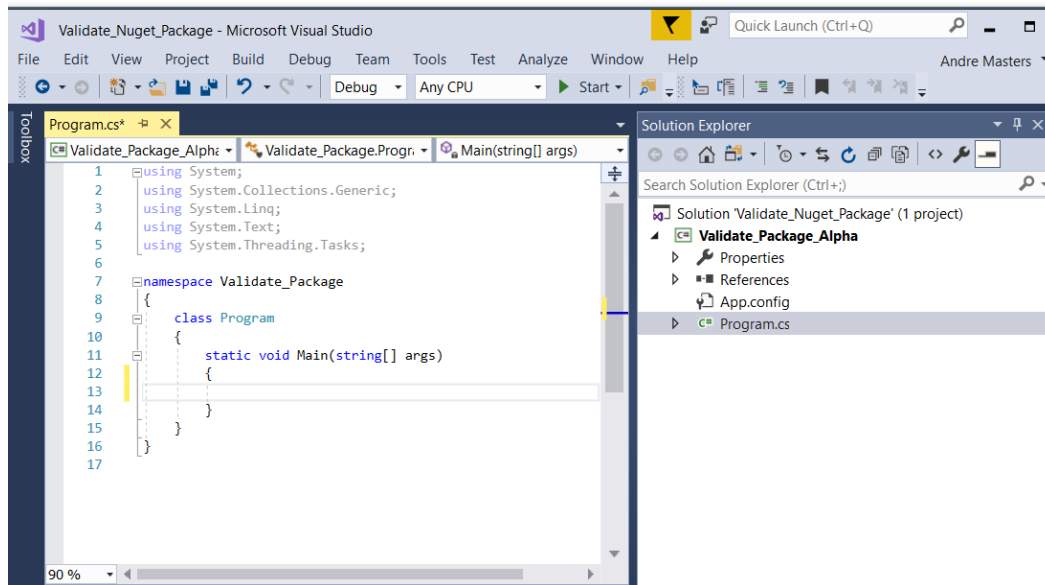 Validate_Nuget_Package - Microsoft Visual Studio
Quick Launch (Ctrl+Q)
File Edit View Project Build Debug Team Tools Test Analyze Window Help
Andre Masters
Debug Any CPU Start
Toolbox
Program.cs*
Validate_Package_Alpha Validate_Package.Progr Main(string[] args)
1 using System;
2 using System.Collections.Generic;
3 using System.Linq;
4 using System.Text;
5 using System.Threading.Tasks;
6
7 namespace Validate_Package
8 {
9 class Program
10 {
11 static void Main(string[] args)
12 {
13
14 }
15 }
16 }
17
90 %
Solution Explorer
Search Solution Explorer (Ctrl+;)
Solution 'Validate_Nuget_Package' (1 project)
C# Validate_Package_Alpha
Properties
References
App.config
C# Program.cs